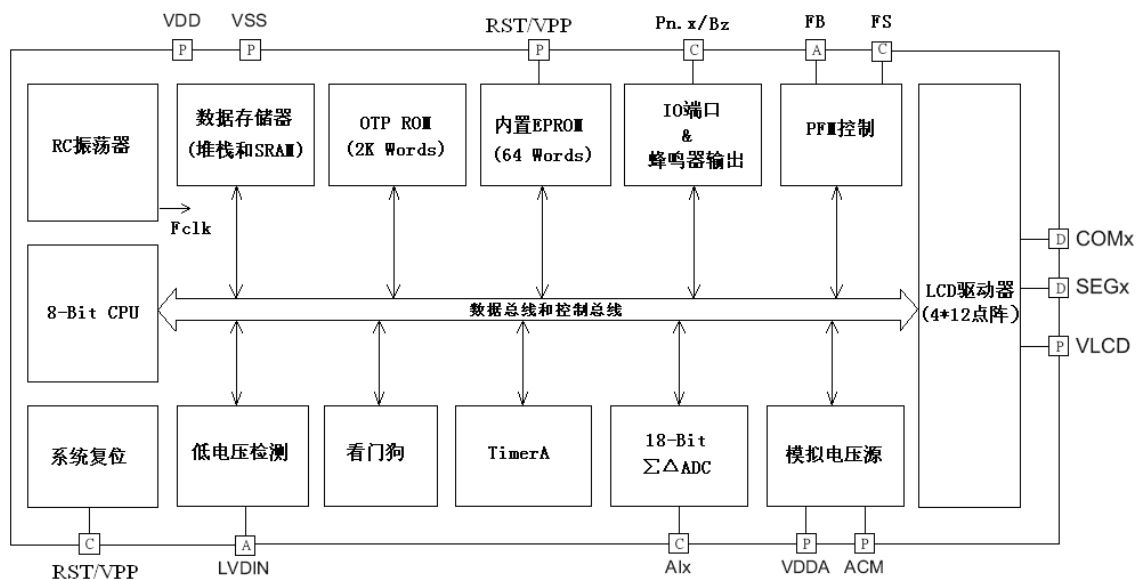 VDD VSS RST/VPP Pn.x/Bz FB FS
P P P C A C
RC振荡器
数据存储器
(堆栈和SRAM)
OTP ROM
(2K Words)
内置EPROM
(64 Words)
IO端口
&
蜂鸣器输出
PFM控制
Fclk
8-Bit CPU
数据总线和控制总线
LCD驱动器
(4*12点阵)
D COMx
D SEGx
P VLCD
系统复位
低电压检测
看门狗
TimerA
18-Bit
ΣΔADC
模拟电压源
C A C P P
RST/VPP LVDIN AIx VDDA ACM